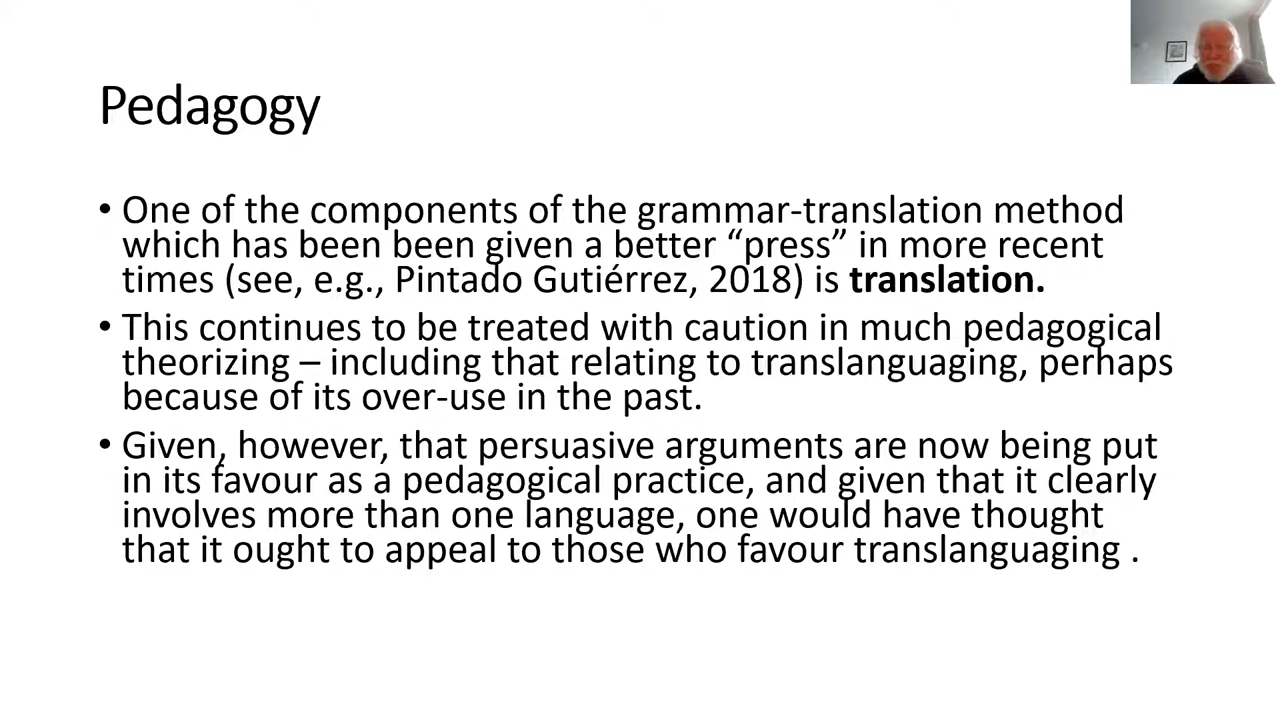 Pedagogy
• One of the components of the grammar-translation method
which has been been given a better “press” in more recent
times (see, e.g., Pintado Gutiérrez, 2018) is translation.
• This continues to be treated with caution in much pedagogical
theorizing – including that relating to translanguaging, perhaps
because of its over-use in the past.
• Given, however, that persuasive arguments are now being put
in its favour as a pedagogical practice, and given that it clearly
involves more than one language, one would have thought
that it ought to appeal to those who favour translanguaging .